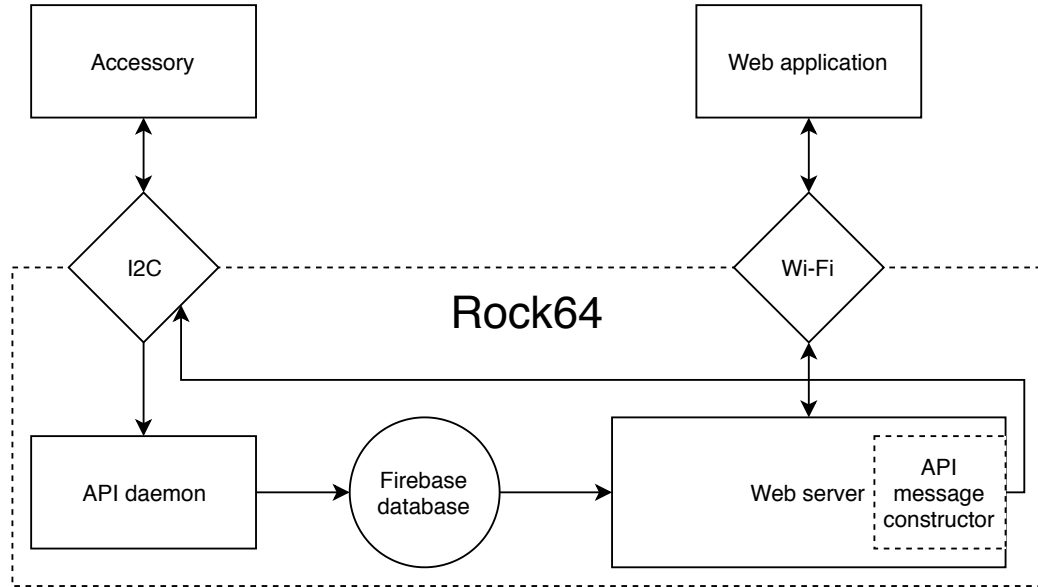 Accessory
Web application
I2C
Wi-Fi
Rock64
API daemon
Firebase
database
Web server
API
message
constructor